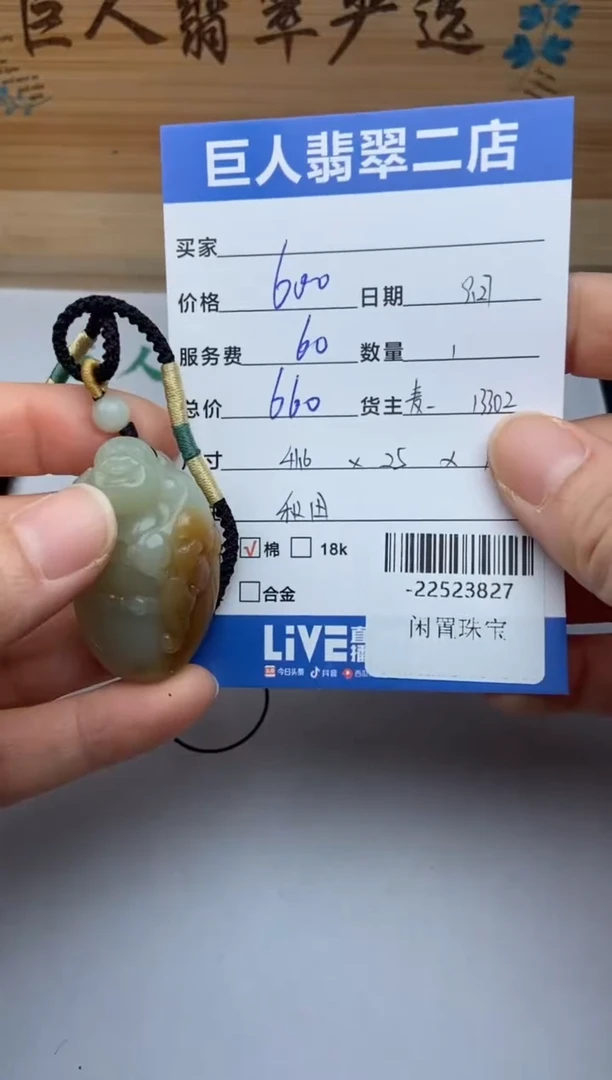 巨人翡翠严选
巨人翡翠二店
买家
价格 600 日期 9.27
服务费 60 数量 1
总价 660 货主 13302
寸 x 25 x
和田
√ 棉 18k
合金
-22523827
闲置珠宝
LiVE 直播
今日头条 抖音